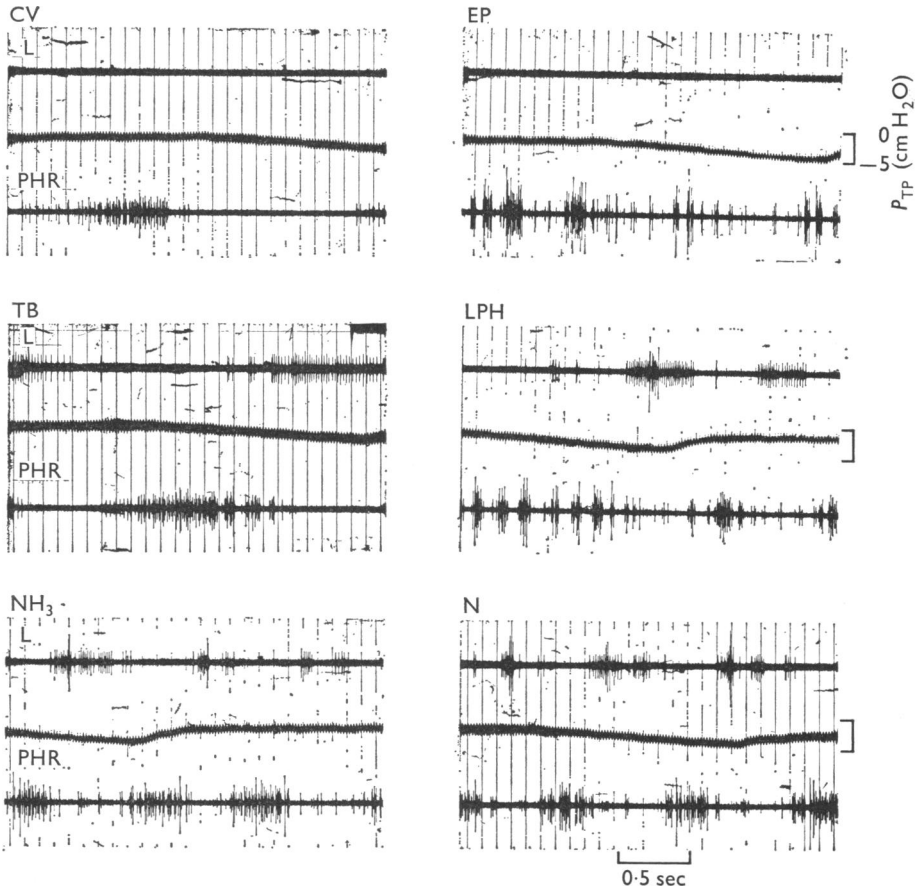 CV
L
PHR
EP
0
—5
P_TP (cm H₂O)
TB
L
PHR
LPH
NH₃
L
PHR
N
0·5 sec